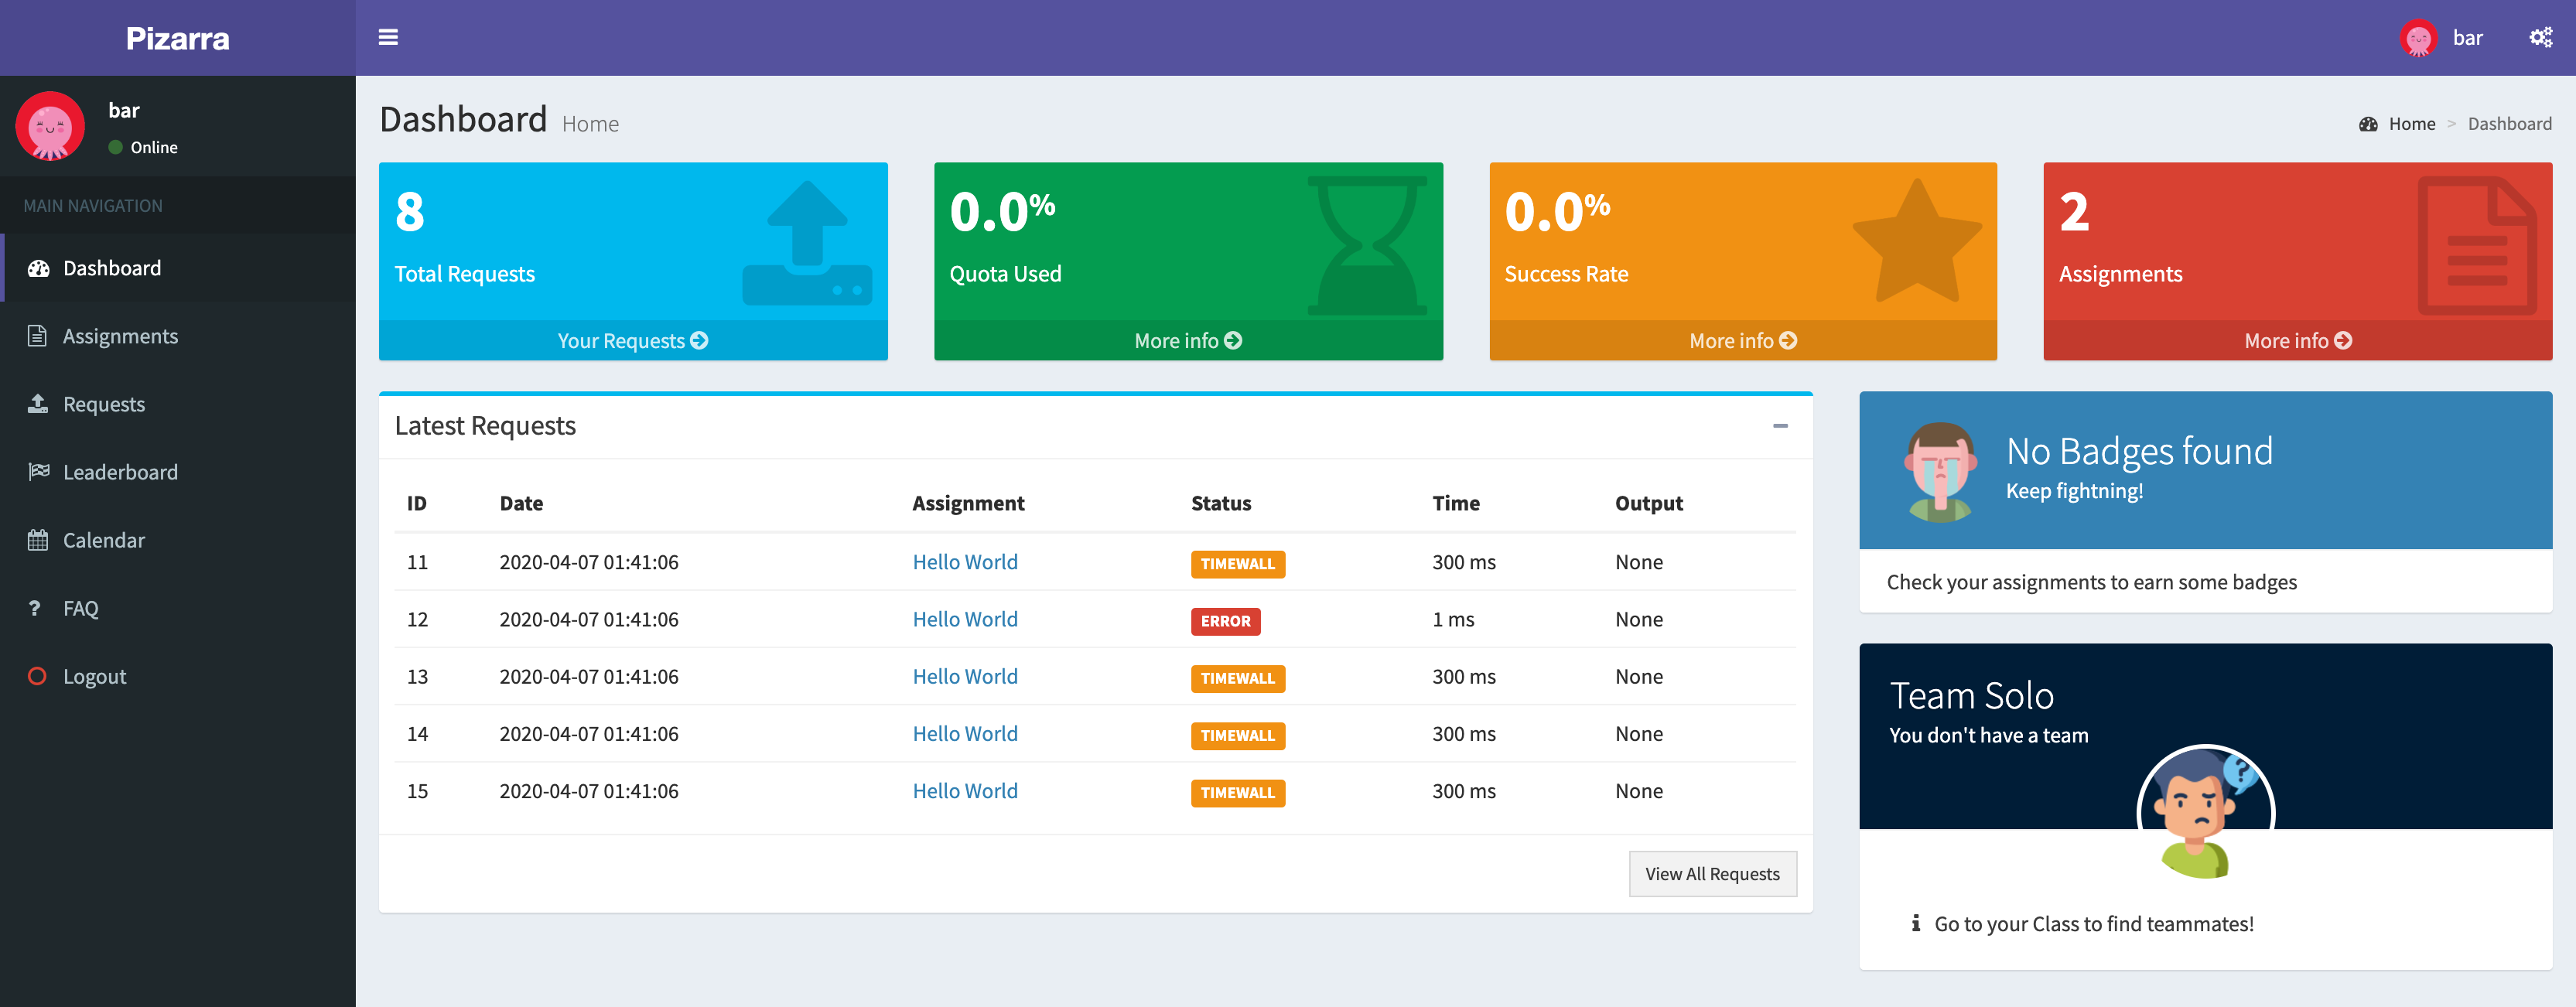 Pizarra
bar
bar
Online
MAIN NAVIGATION
Dashboard
Assignments
Requests
Leaderboard
Calendar
? FAQ
Logout
Dashboard Home
Home > Dashboard
8
Total Requests
Your Requests
0.0%
Quota Used
More info
0.0%
Success Rate
More info
2
Assignments
More info
Latest Requests
ID Date Assignment Status Time Output
11 2020-04-07 01:41:06 Hello World TIMEWALL 300 ms None
12 2020-04-07 01:41:06 Hello World ERROR 1 ms None
13 2020-04-07 01:41:06 Hello World TIMEWALL 300 ms None
14 2020-04-07 01:41:06 Hello World TIMEWALL 300 ms None
15 2020-04-07 01:41:06 Hello World TIMEWALL 300 ms None
View All Requests
No Badges found
Keep fightning!
Check your assignments to earn some badges
Team Solo
You don't have a team
?
i Go to your Class to find teammates!